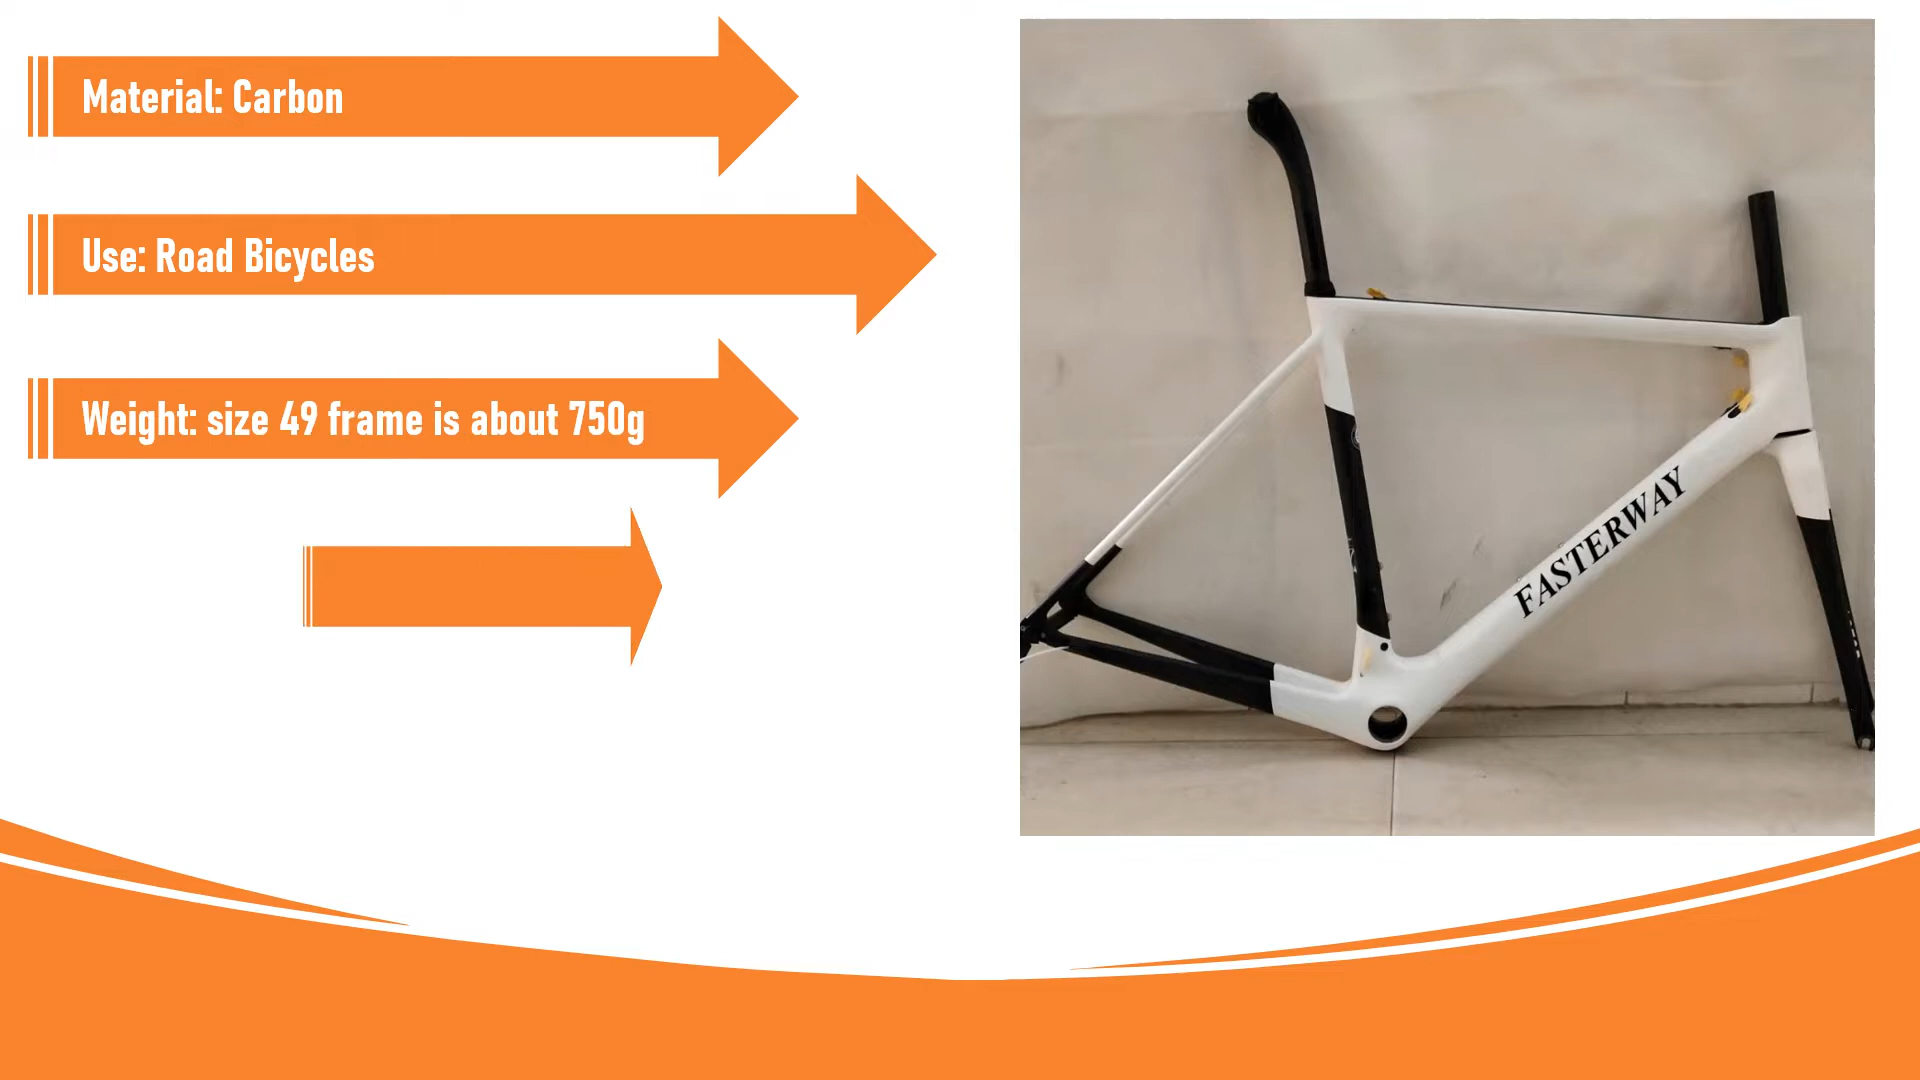 Material: Carbon
Use: Road Bicycles
Weight: size 49 frame is about 750g
FASTERWAY